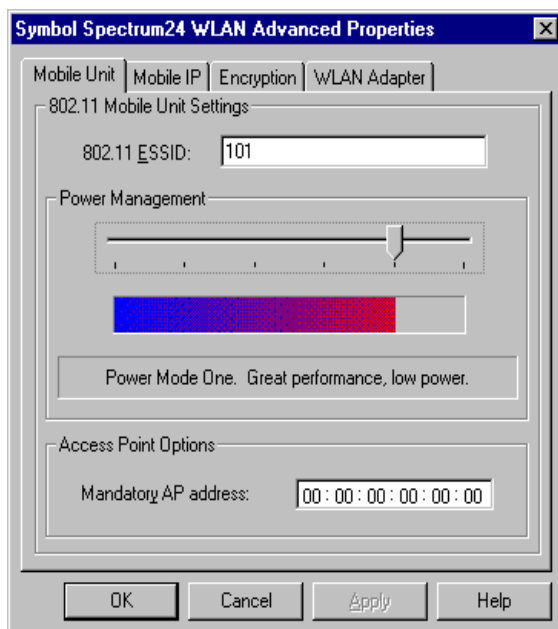 Symbol Spectrum24 WLAN Advanced Properties
Mobile Unit Mobile IP Encryption WLAN Adapter
802.11 Mobile Unit Settings
802.11 ESSID: 101
Power Management
Power Mode One. Great performance, low power.
Access Point Options
Mandatory AP address: 00:00:00:00:00:00
OK Cancel Apply Help